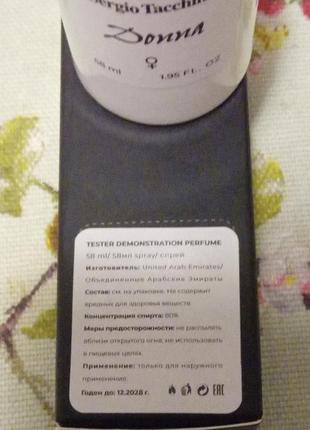 Sergio Tacchini
Donna
58 ml
1.95 FL. OZ
TESTER DEMONSTRATION PERFUME
58 ml/ 58мл spray/ спрей
Изготовитель: United Arab Emirates/
Объединенные Арабские Эмираты
Состав: см. на упаковке. Не содержит
вредных для здоровья веществ
Концентрация спирта: 80%
Меры предосторожности: не распылять
вблизи открытого огня, не использовать
в пищевых целях.
Применение: только для наружного
применения.
Годен до: 12.2028 г.
EAC